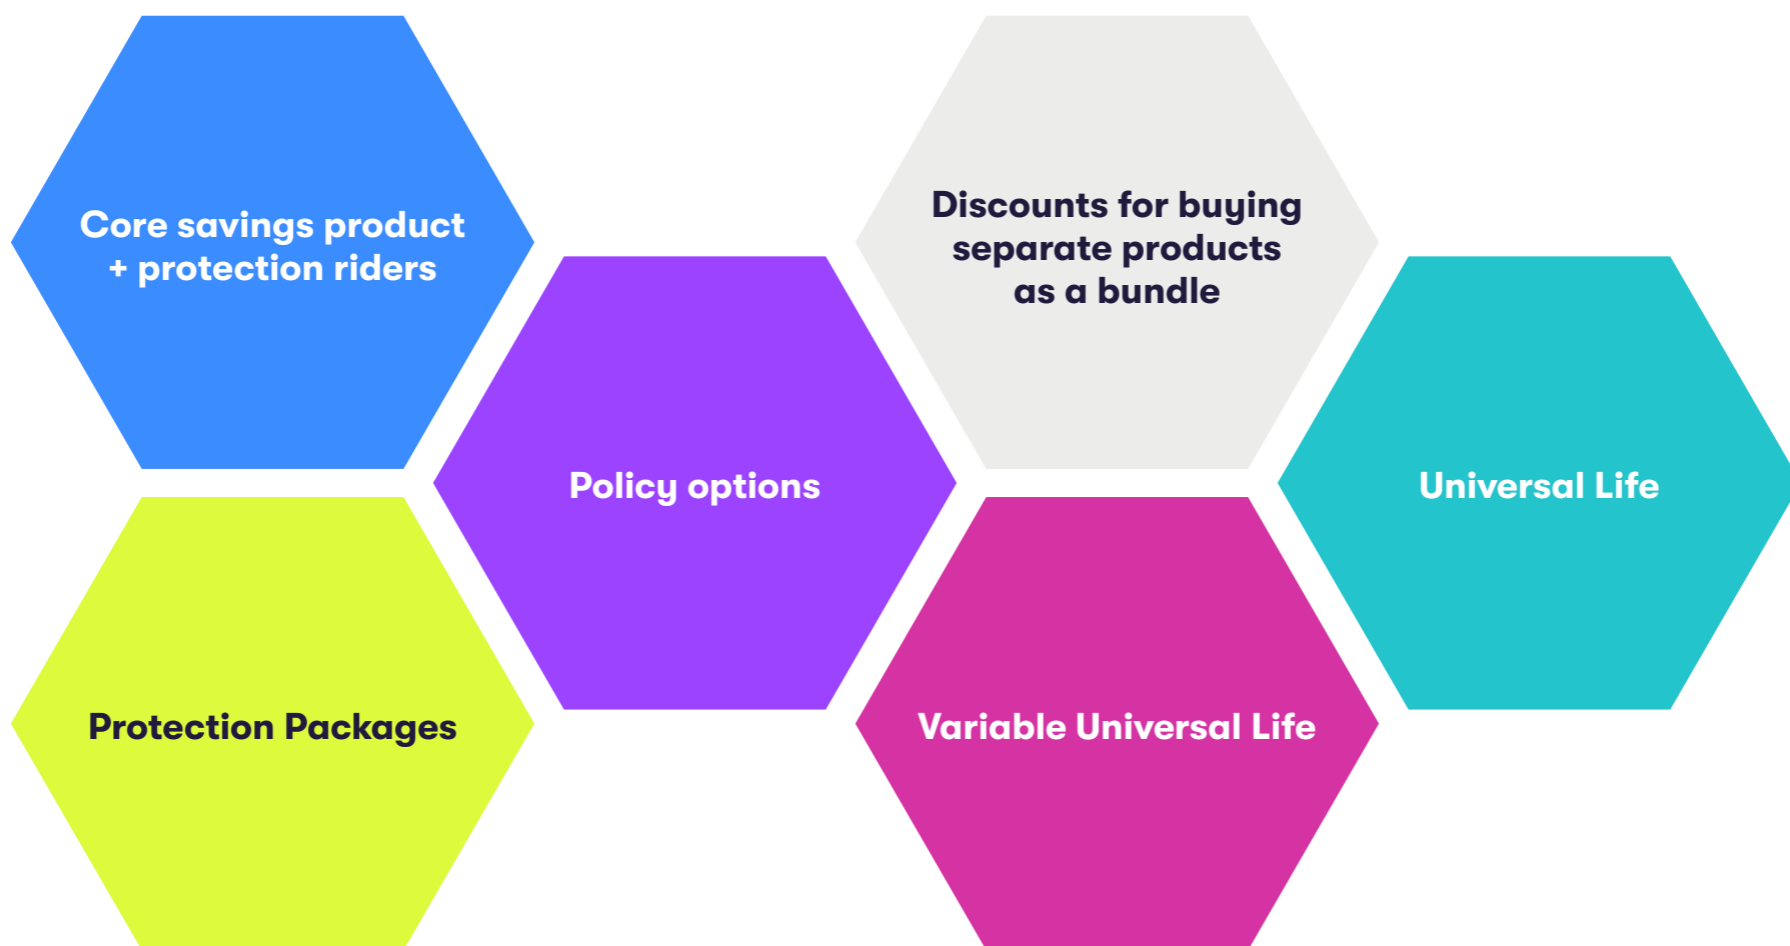 Core savings product
+ protection riders
Discounts for buying
separate products
as a bundle
Policy options
Universal Life
Protection Packages
Variable Universal Life